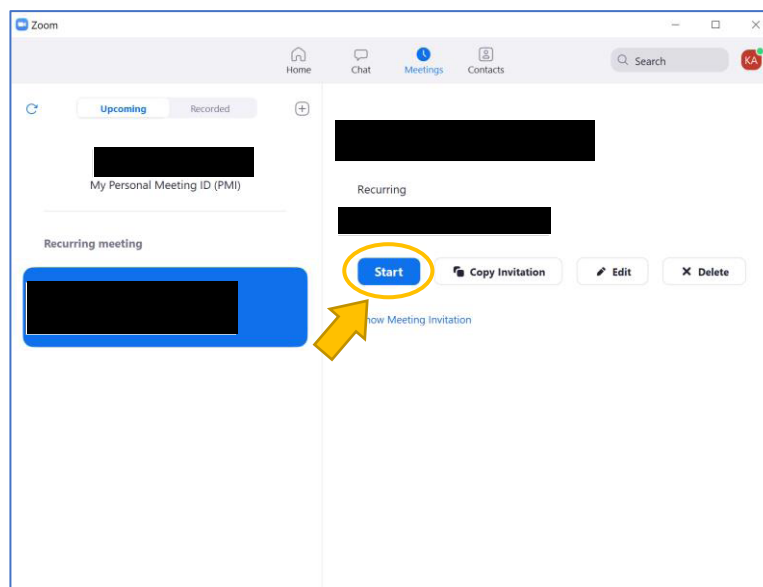 Zoom
Home Chat Meetings Contacts
Search
KA
Upcoming Recorded
My Personal Meeting ID (PMI)
Recurring
Recurring meeting
Start Copy Invitation Edit Delete
Meeting Invitation